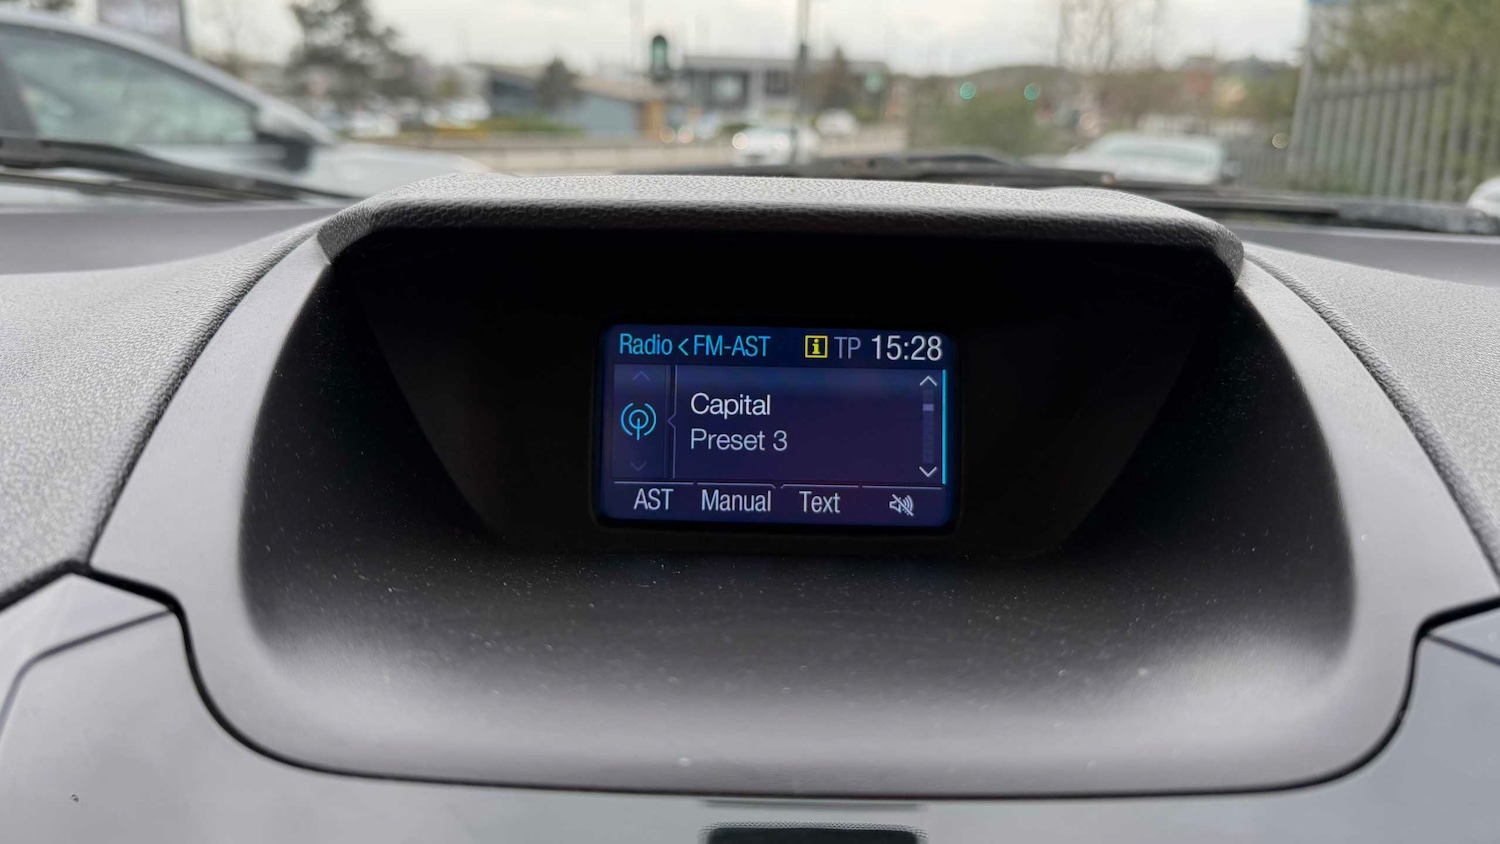 Radio < FM-AST i TP 15:28
Capital
Preset 3
AST Manual Text